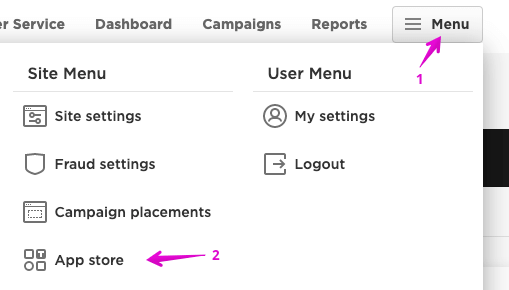 er Service Dashboard Campaigns Reports Menu
1
Site Menu User Menu
Site settings My settings
Fraud settings Logout
Campaign placements
App store 2